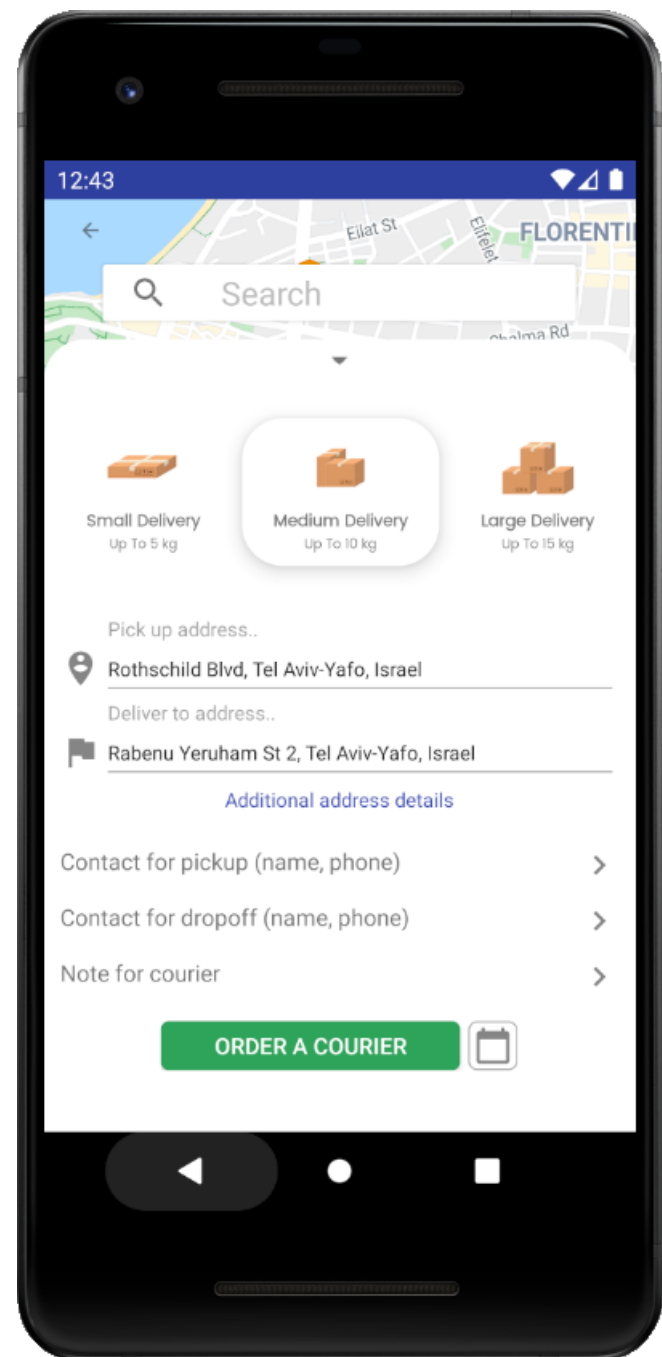 12:43
Eilat St
Elifelet
FLORENTI
Search
Shalma Rd
Small Delivery
Up To 5 kg
Medium Delivery
Up To 10 kg
Large Delivery
Up To 15 kg
Pick up address..
Rothschild Blvd, Tel Aviv-Yafo, Israel
Deliver to address..
Rabenu Yeruham St 2, Tel Aviv-Yafo, Israel
Additional address details
Contact for pickup (name, phone)
Contact for dropoff (name, phone)
Note for courier
ORDER A COURIER